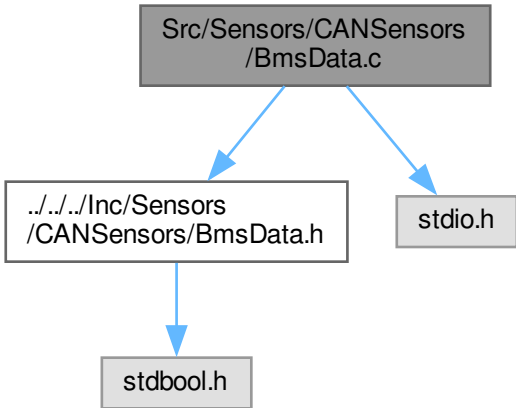 Src/Sensors/CANSensors
/BmsData.c
../../../Inc/Sensors
/CANSensors/BmsData.h
stdio.h
stdbool.h